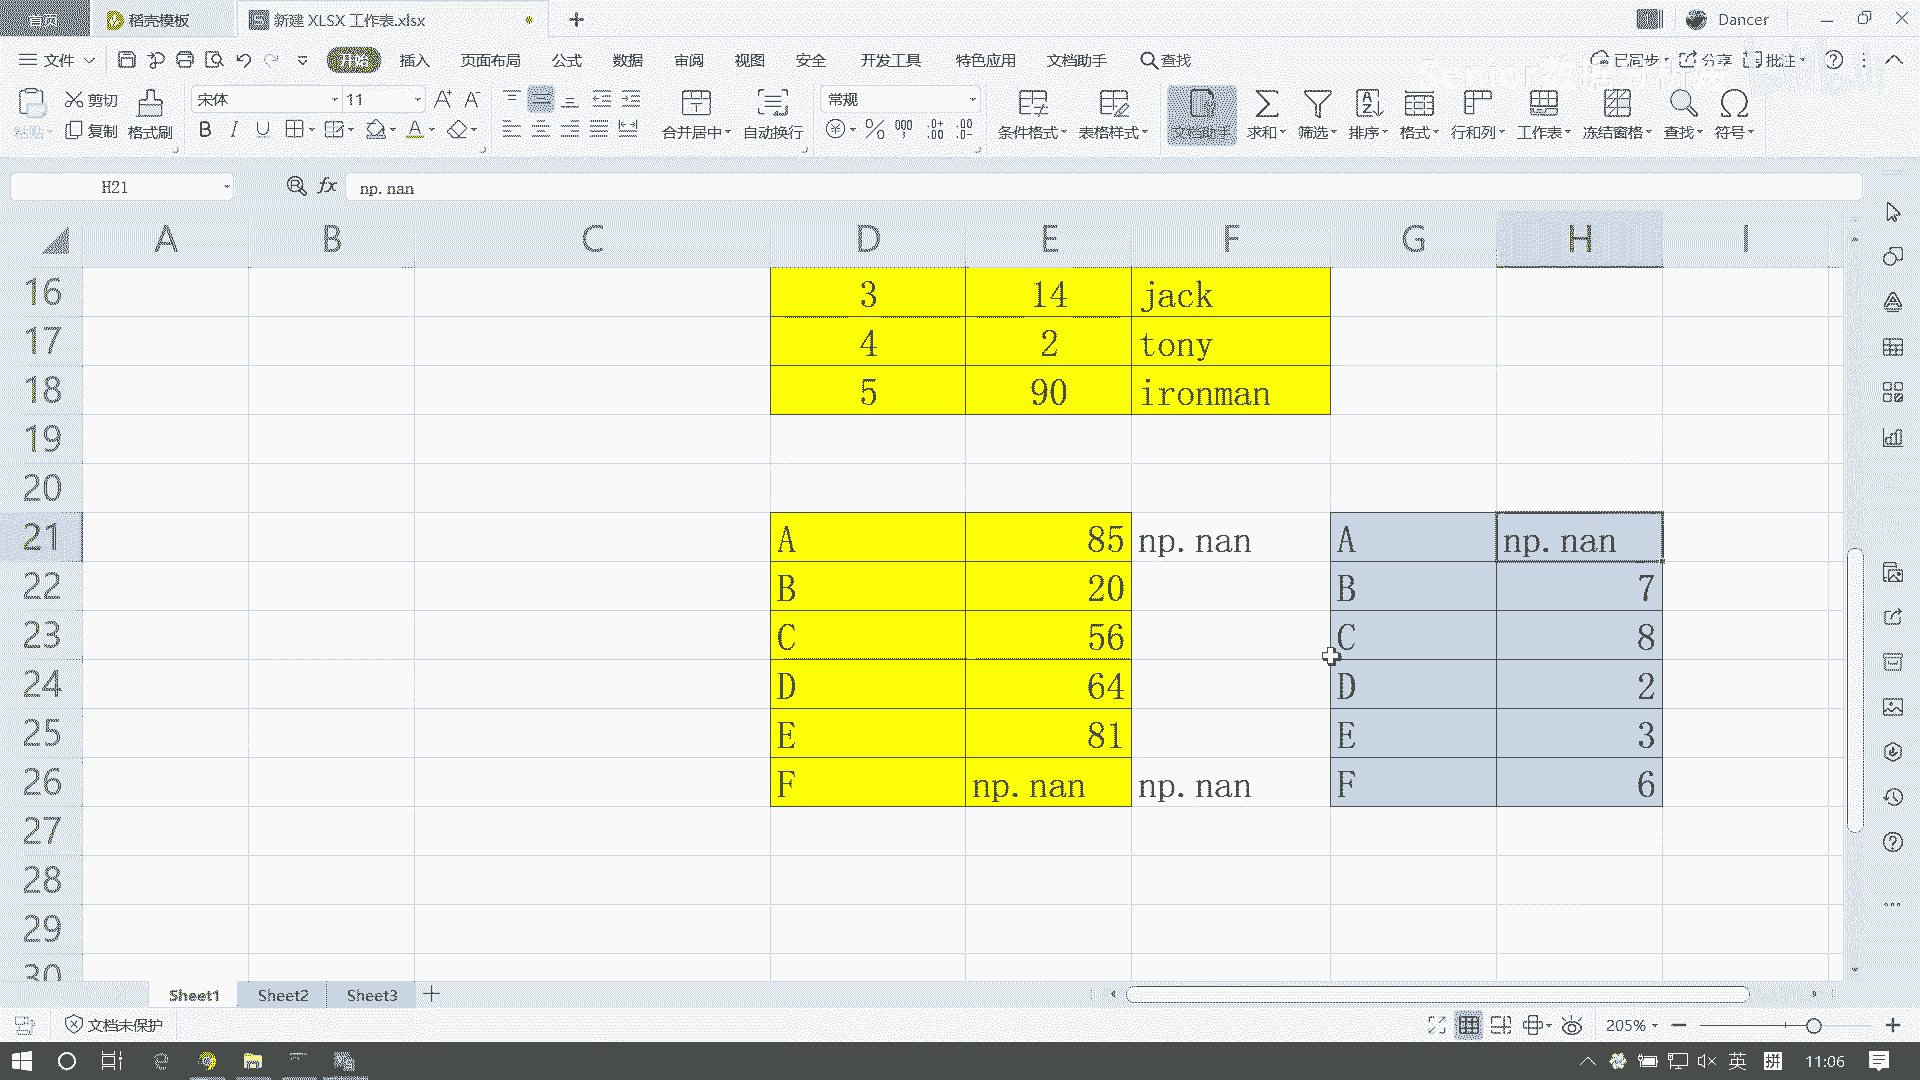 首页 稻壳模板 新建 XLSX 工作表.xlsx Dancer
文件 开始 插入 页面布局 公式 数据 审阅 视图 安全 开发工具 特色应用 文档助手 查找 已同步 分享 批注
粘贴 剪切 复制 格式刷 宋体 11 合并居中 自动换行 常规 条件格式 表格样式 文档助手 求和 筛选 排序 格式 行和列 工作表 冻结窗格 查找 符号
H21 fx np.nan
A B C D E F G H I
16 3 14 jack
17 4 2 tony
18 5 90 ironman
19
20
21 A 85 np.nan A np.nan
22 B 20 B 7
23 C 56 C 8
24 D 64 D 2
25 E 81 E 3
26 F np.nan np.nan F 6
27
28
29
30
Sheet1 Sheet2 Sheet3
文档未保护 205%
英 拼 11:06